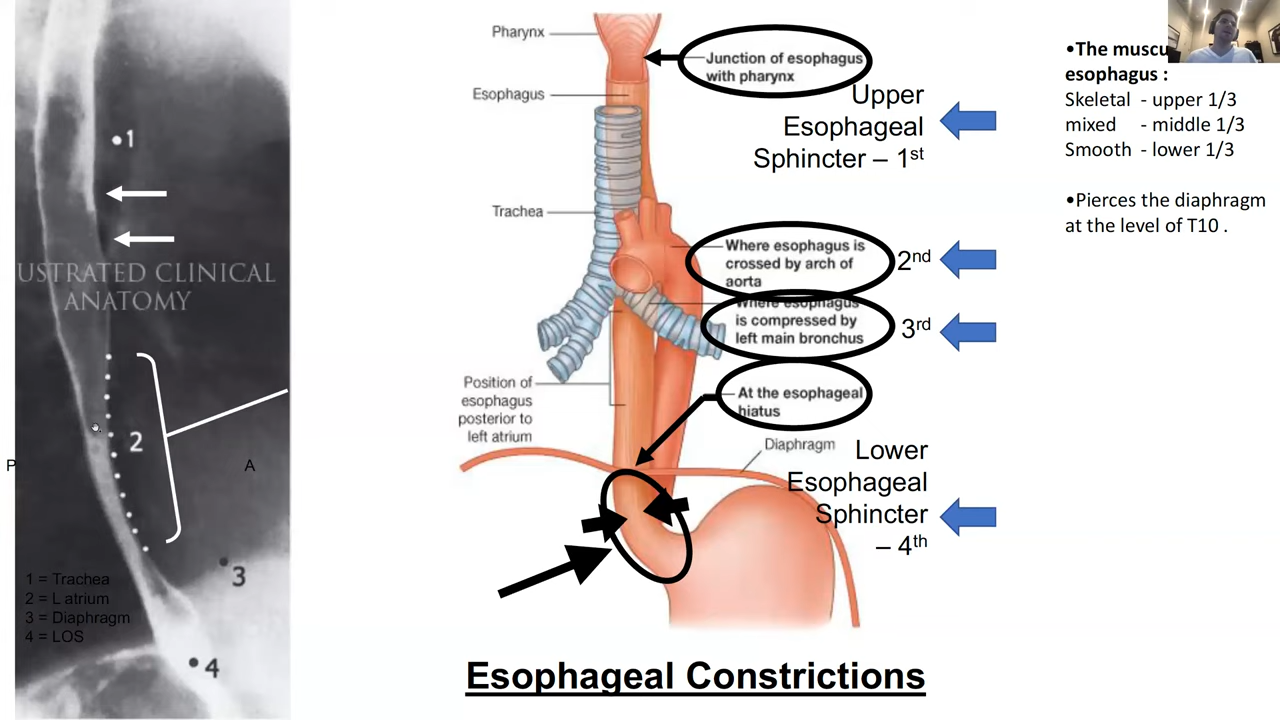 1
USTRATED CLINICAL
ANATOMY
2
P
A
3
1 = Trachea
2 = L atrium
3 = Diaphragm
4 = LOS
4
Pharynx
Junction of esophagus
with pharynx
Esophagus
Upper
Esophageal
Sphincter – 1st
Trachea
Where esophagus is
crossed by arch of
aorta
2nd
Where esophagus
is compressed by
left main bronchus
3rd
Position of
esophagus
posterior to
left atrium
At the esophageal
hiatus
Diaphragm
Lower
Esophageal
Sphincter
– 4th
Esophageal Constrictions
•The
esophagus :
Skeletal - upper 1/3
mixed - middle 1/3
Smooth - lower 1/3
•Pierces the diaphragm
at the level of T10 .